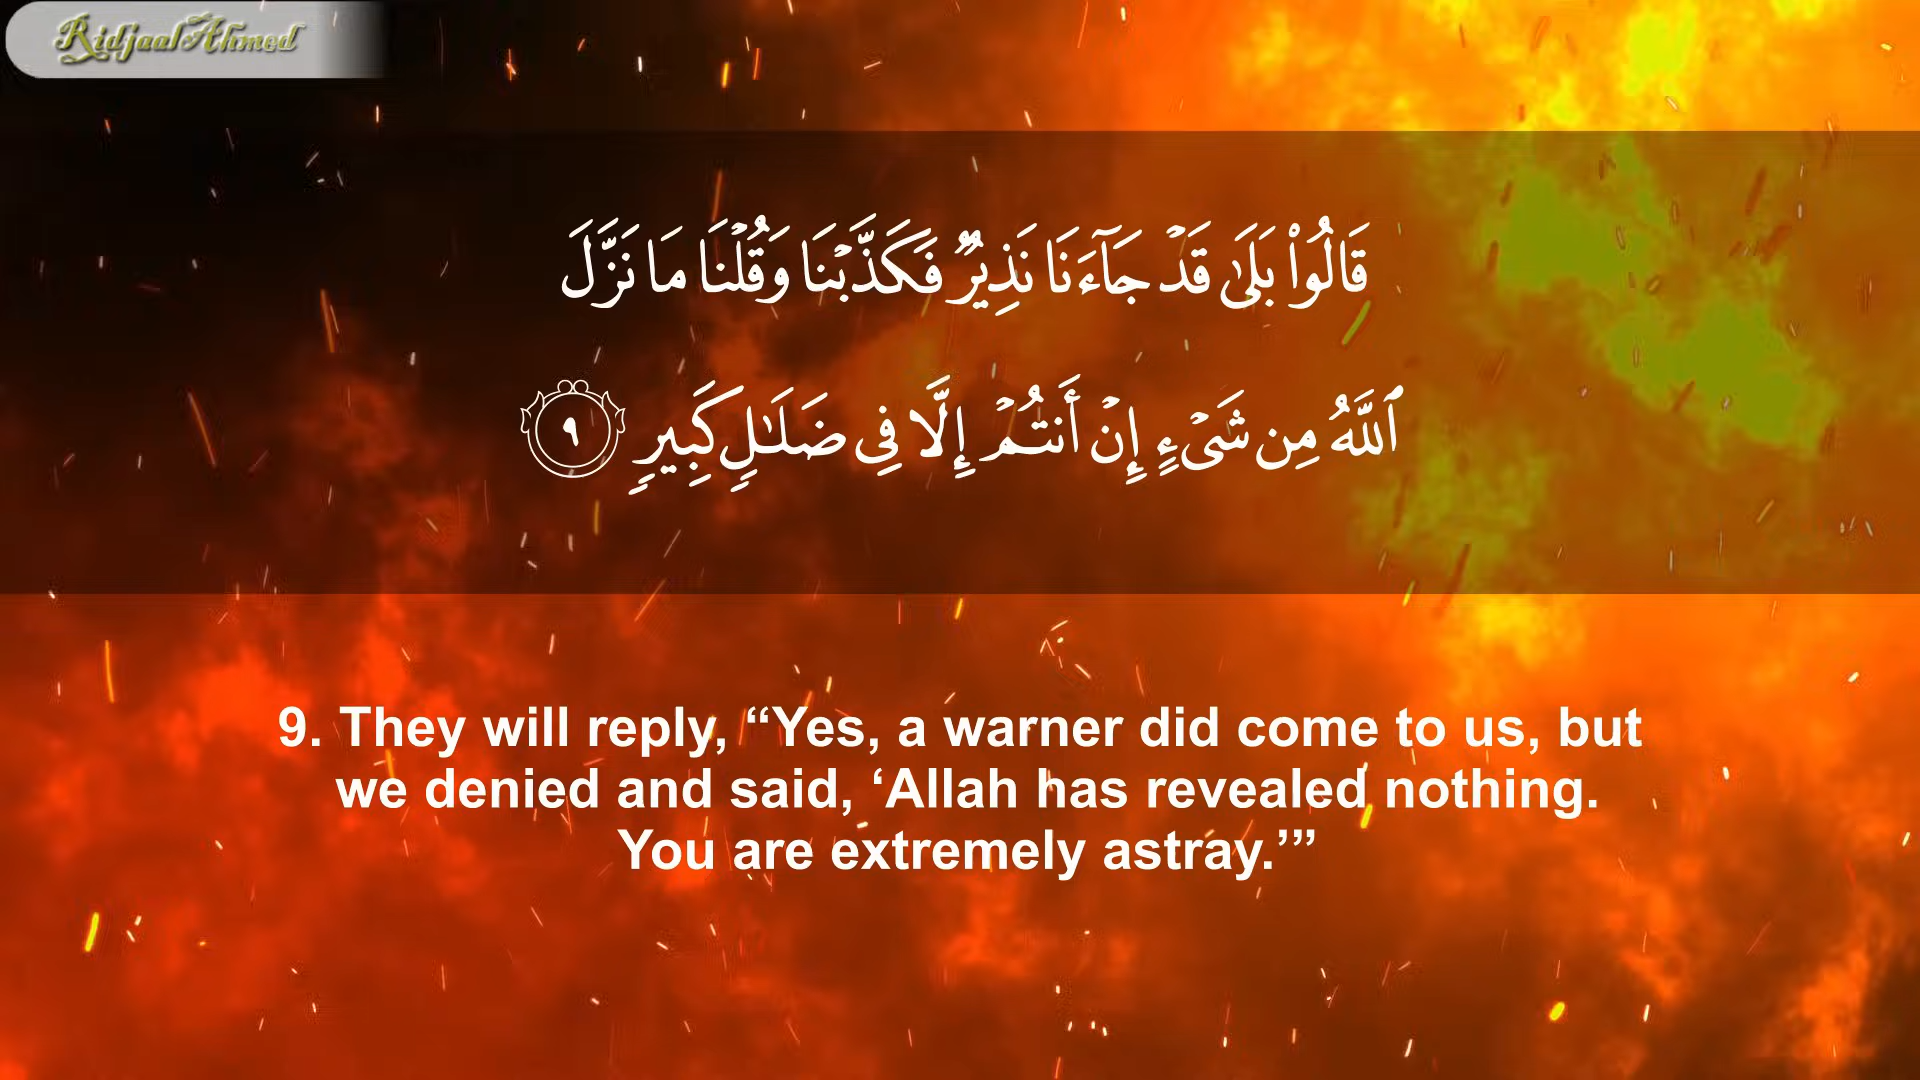 RidjaalAhmed
قَالُوا۟ بَلَىٰ قَدْ جَآءَنَا نَذِيرٌ فَكَذَّبْنَا وَقُلْنَا مَا نَزَّلَ
ٱللَّهُ مِن شَىْءٍ إِنْ أَنتُمْ إِلَّا فِى ضَلَـٰلٍ كَبِيرٍ ٩
9. They will reply, “Yes, a warner did come to us, but
we denied and said, ‘Allah has revealed nothing.
You are extremely astray.’”